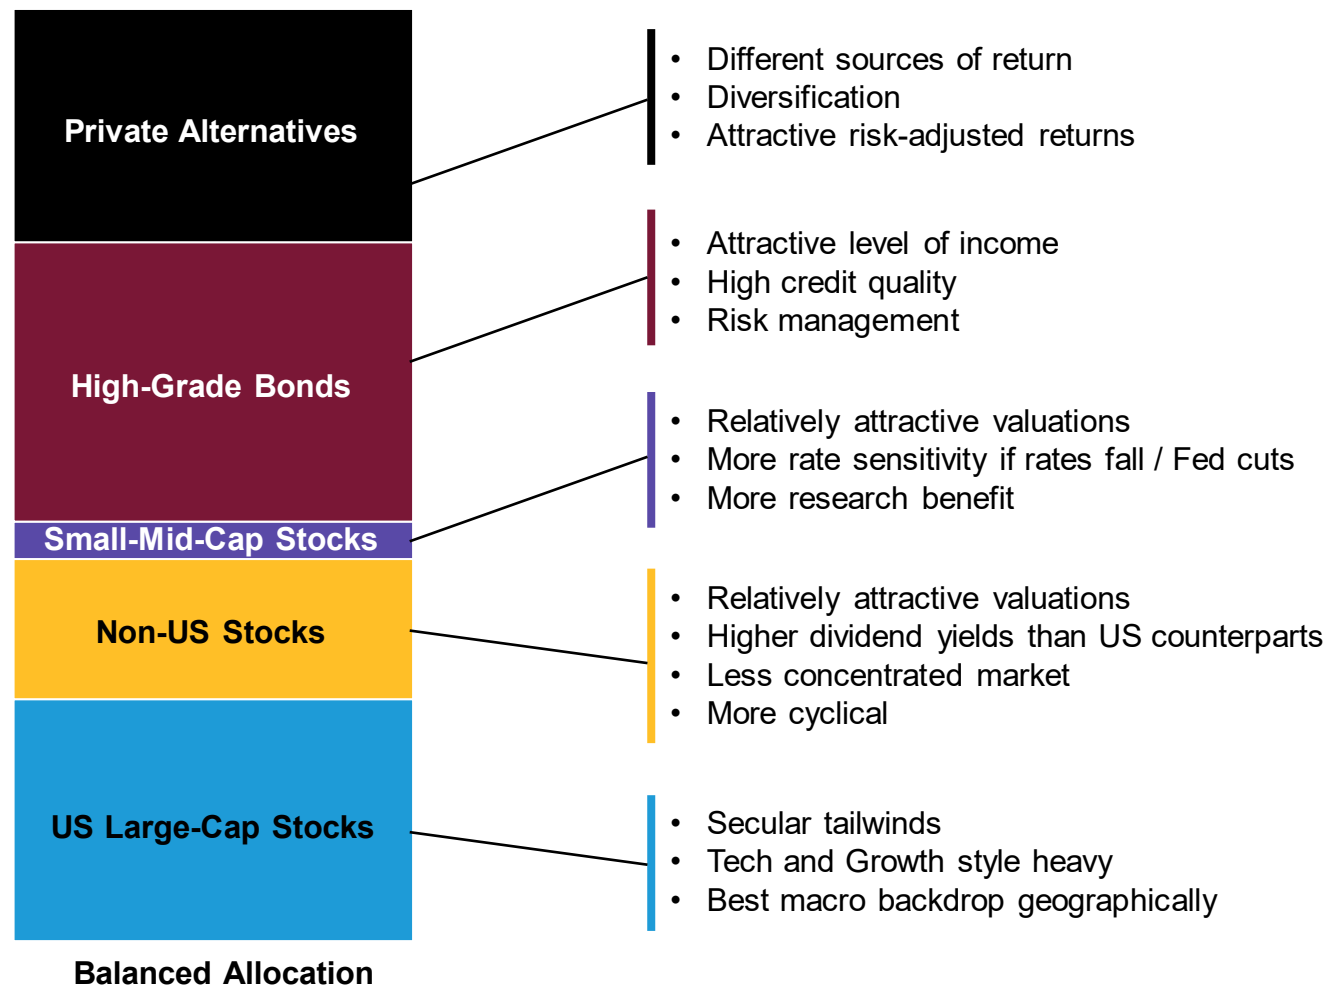 Private Alternatives
• Different sources of return
• Diversification
• Attractive risk-adjusted returns
High-Grade Bonds
• Attractive level of income
• High credit quality
• Risk management
Small-Mid-Cap Stocks
• Relatively attractive valuations
• More rate sensitivity if rates fall / Fed cuts
• More research benefit
Non-US Stocks
• Relatively attractive valuations
• Higher dividend yields than US counterparts
• Less concentrated market
• More cyclical
US Large-Cap Stocks
• Secular tailwinds
• Tech and Growth style heavy
• Best macro backdrop geographically
Balanced Allocation